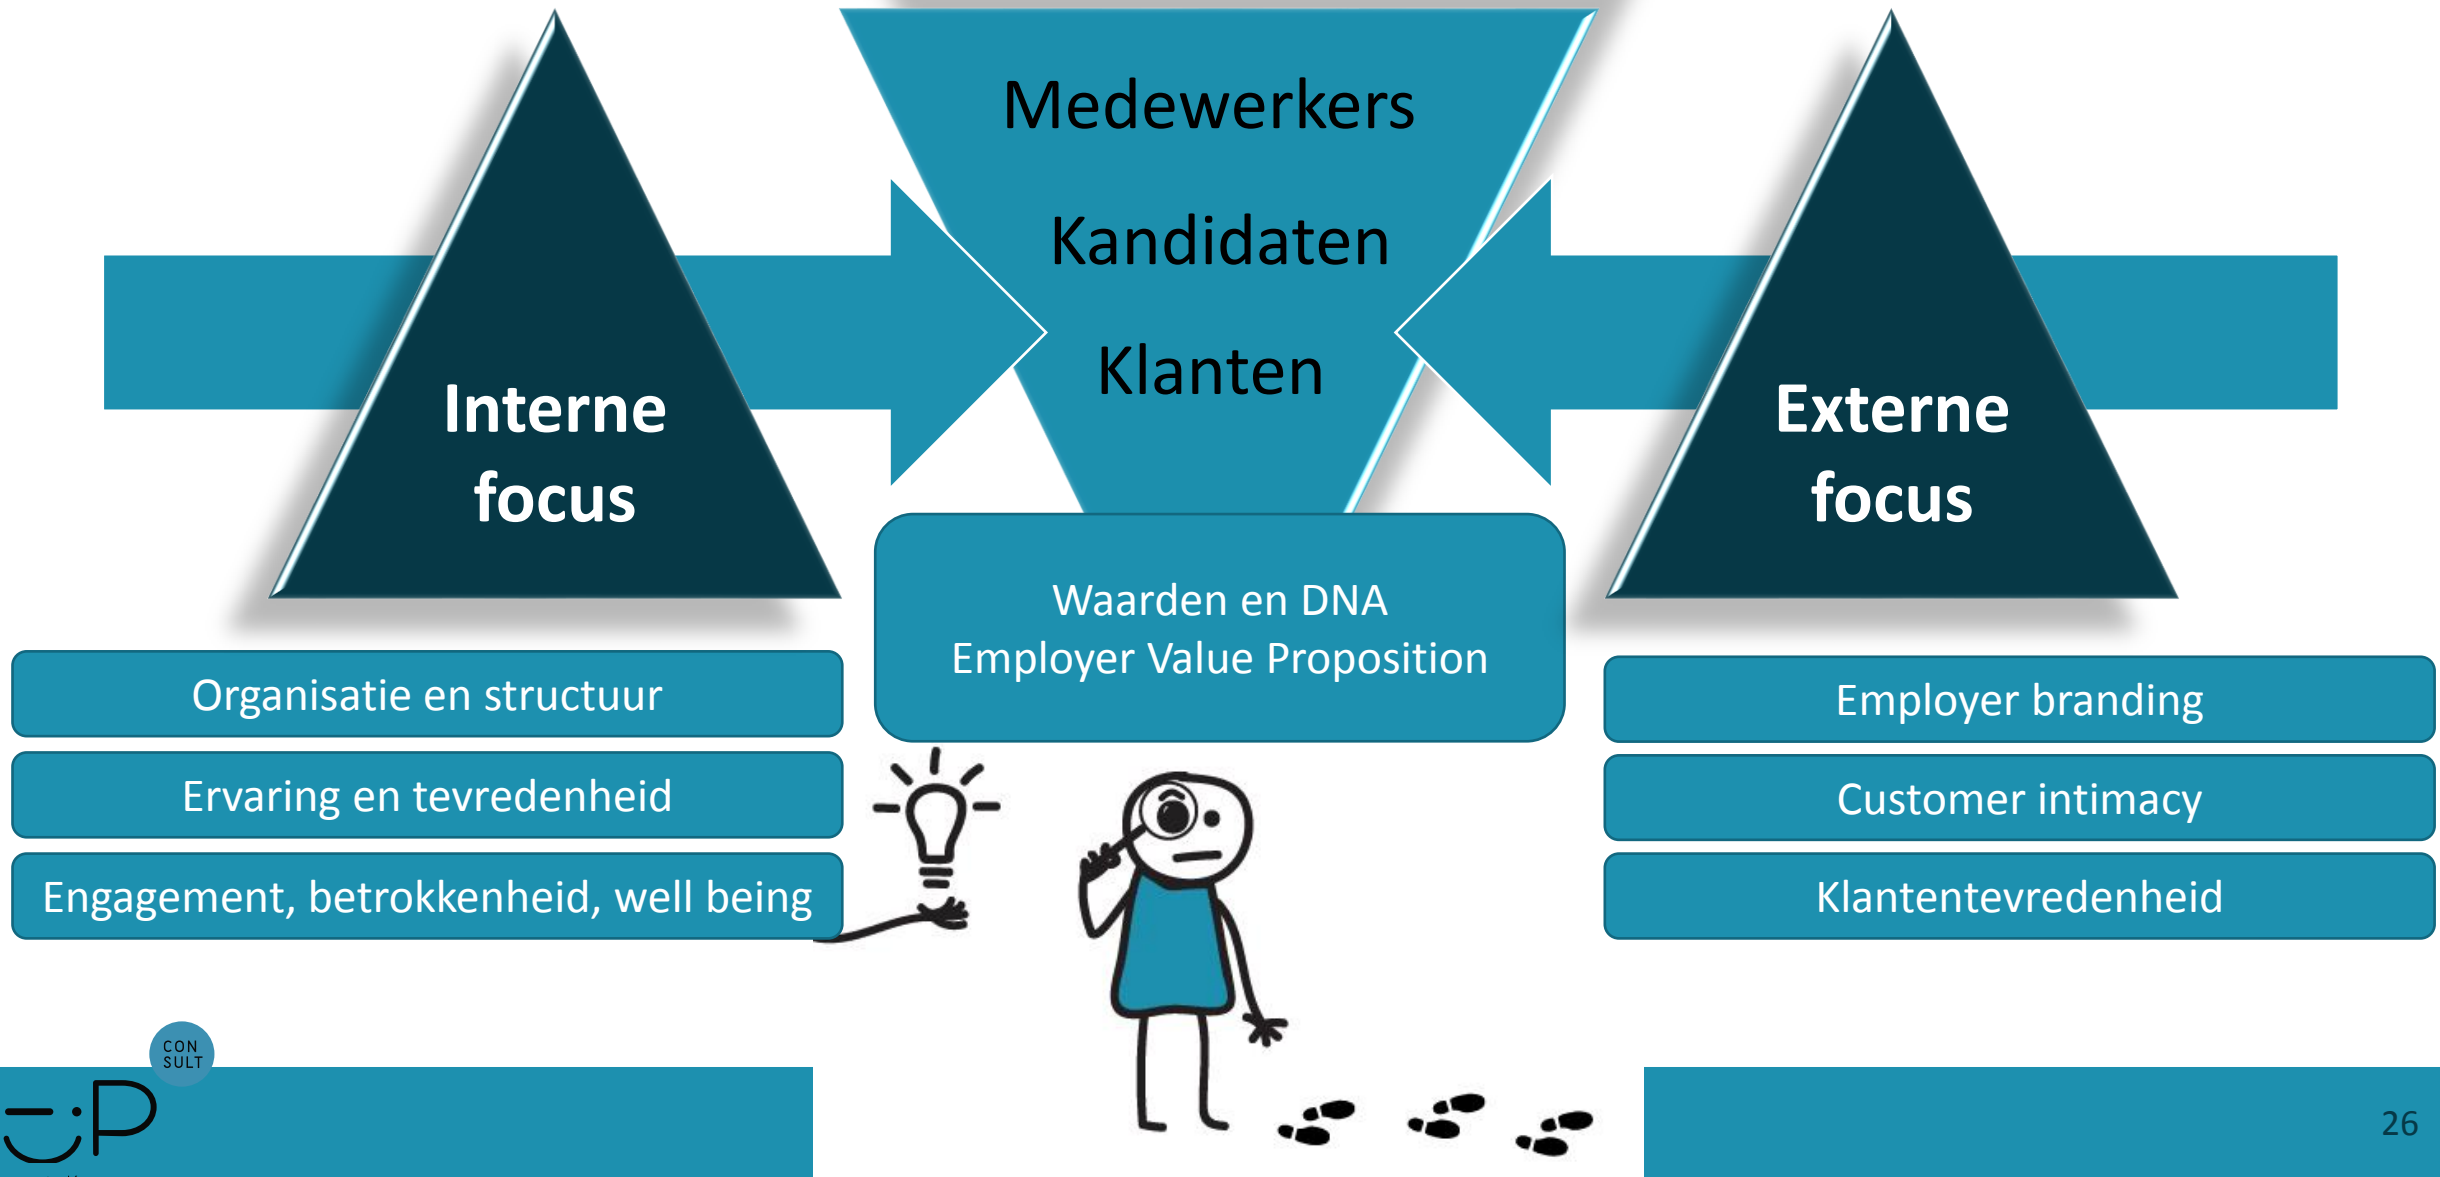 Medewerkers
Kandidaten
Klanten
Interne
focus
Externe
focus
Waarden en DNA
Employer Value Proposition
Organisatie en structuur
Ervaring en tevredenheid
Engagement, betrokkenheid, well being
Employer branding
Customer intimacy
Klantentevredenheid
CON
SULT
P
26